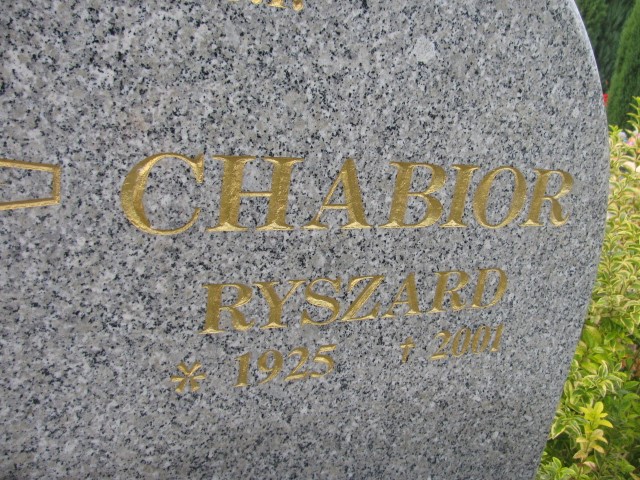 CHABIOR
RYSZARD
* 1925 † 2001